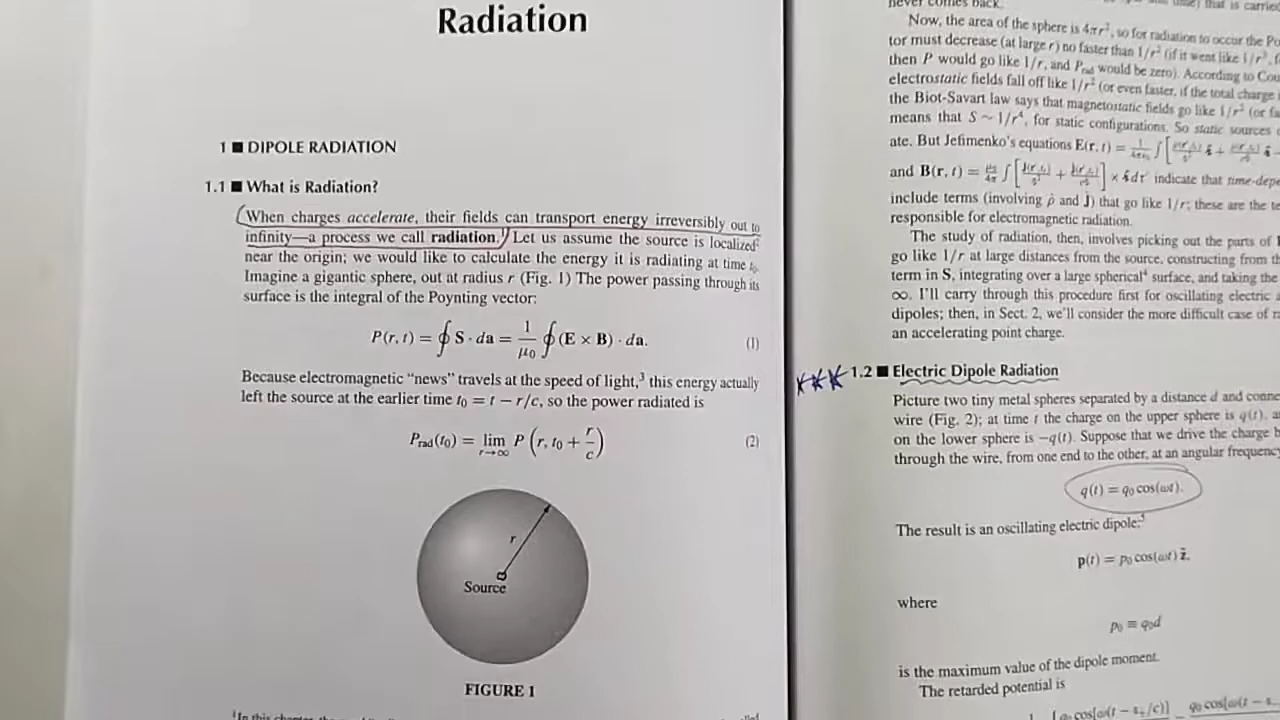 Radiation
1 ■ DIPOLE RADIATION
1.1 ■ What is Radiation?
When charges accelerate, their fields can transport energy irreversibly out to
infinity—a process we call radiation.¹ Let us assume the source is localized²
near the origin; we would like to calculate the energy it is radiating at time t₀.
Imagine a gigantic sphere, out at radius r (Fig. 1) The power passing through its
surface is the integral of the Poynting vector:
P(r, t) = ∮ S · da = 1/μ₀ ∮ (E × B) · da. (1)
Because electromagnetic “news” travels at the speed of light,³ this energy actually
left the source at the earlier time t₀ = t − r/c, so the power radiated is
P_rad(t₀) = lim r→∞ P (r, t₀ + r/c) (2)
r
Source
FIGURE 1
¹In this chapter, the
never comes back.
Now, the area of the sphere is 4πr², so for radiation to occur the Po
tor must decrease (at large r) no faster than 1/r² (if it went like 1/r³,
then P would go like 1/r, and P_rad would be zero). According to Cou
electrostatic fields fall off like 1/r² (or even faster, if the total charge
the Biot-Savart law says that magnetostatic fields go like 1/r² (or fa
means that S ∼ 1/r⁴, for static configurations. So static sources
ate. But Jefimenko’s equations E(r, t) =
and B(r, t) = indicate that time-depe
include terms (involving ρ̇ and J̇) that go like 1/r; these are the te
responsible for electromagnetic radiation.
The study of radiation, then, involves picking out the parts of
go like 1/r at large distances from the source, constructing from th
term in S, integrating over a large spherical⁴ surface, and taking the
∞. I’ll carry through this procedure first for oscillating electric
dipoles; then, in Sect. 2, we’ll consider the more difficult case of ra
an accelerating point charge.
1.2 ■ Electric Dipole Radiation
Picture two tiny metal spheres separated by a distance d and conne
wire (Fig. 2); at time t the charge on the upper sphere is q(t), a
on the lower sphere is −q(t). Suppose that we drive the charge b
through the wire, from one end to the other, at an angular frequency
q(t) = q₀ cos(ωt).
The result is an oscillating electric dipole:⁵
p(t) = p₀ cos(ωt) ẑ,
where
p₀ ≡ q₀d
is the maximum value of the dipole moment.
The retarded potential is
q₀ cos[ω(t − s₊/c)] q₀ cos[ω(t − s